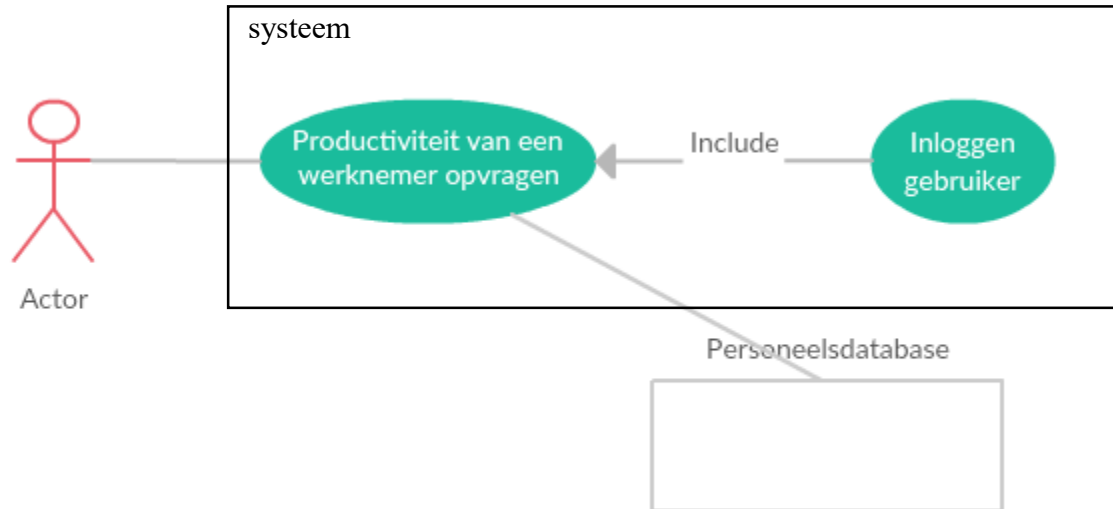 systeem
Productiviteit van een
werknemer opvragen
Include
Inloggen
gebruiker
Actor
Personeelsdatabase